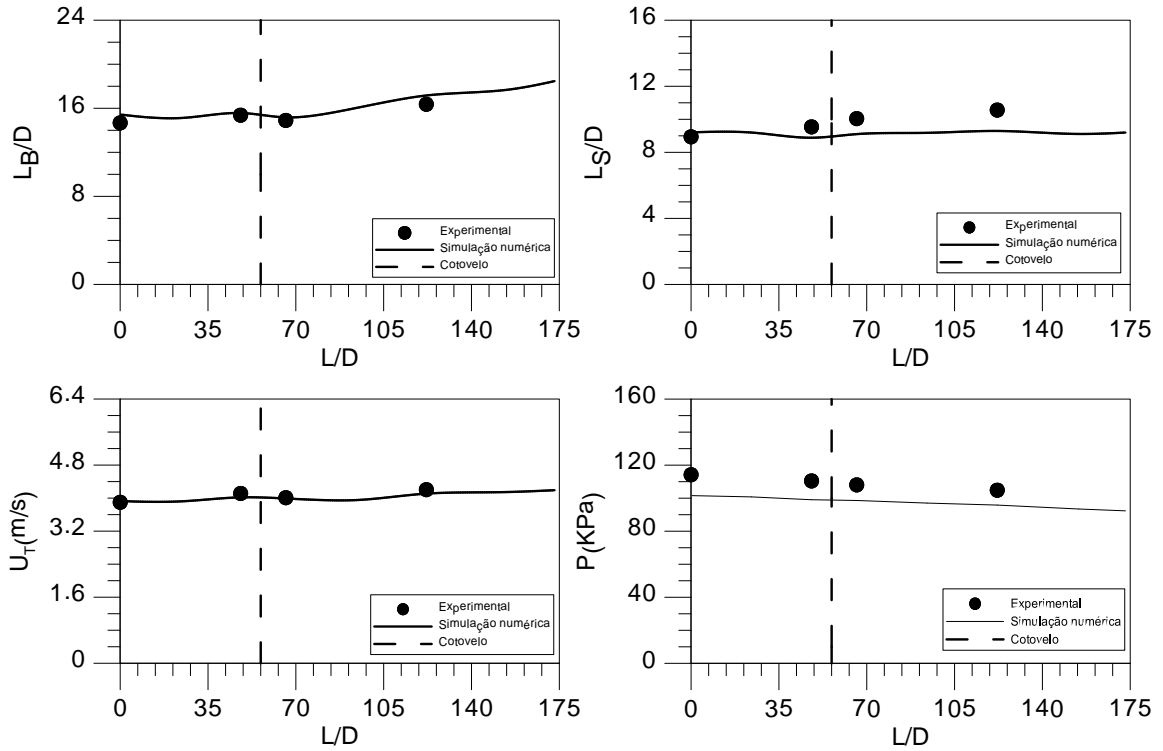 24
16
8
0
L_B/D
Experimental
Simulação numérica
Cotovelo
0 35 70 105 140 175
L/D
16
12
8
4
0
L_S/D
Experimental
Simulação numérica
Cotovelo
0 35 70 105 140 175
L/D
6.4
4.8
3.2
1.6
0
U_T(m/s)
Experimental
Simulação numérica
Cotovelo
0 35 70 105 140 175
L/D
160
120
80
40
0
P(KPa)
Experimental
Simulação numérica
Cotovelo
0 35 70 105 140 175
L/D